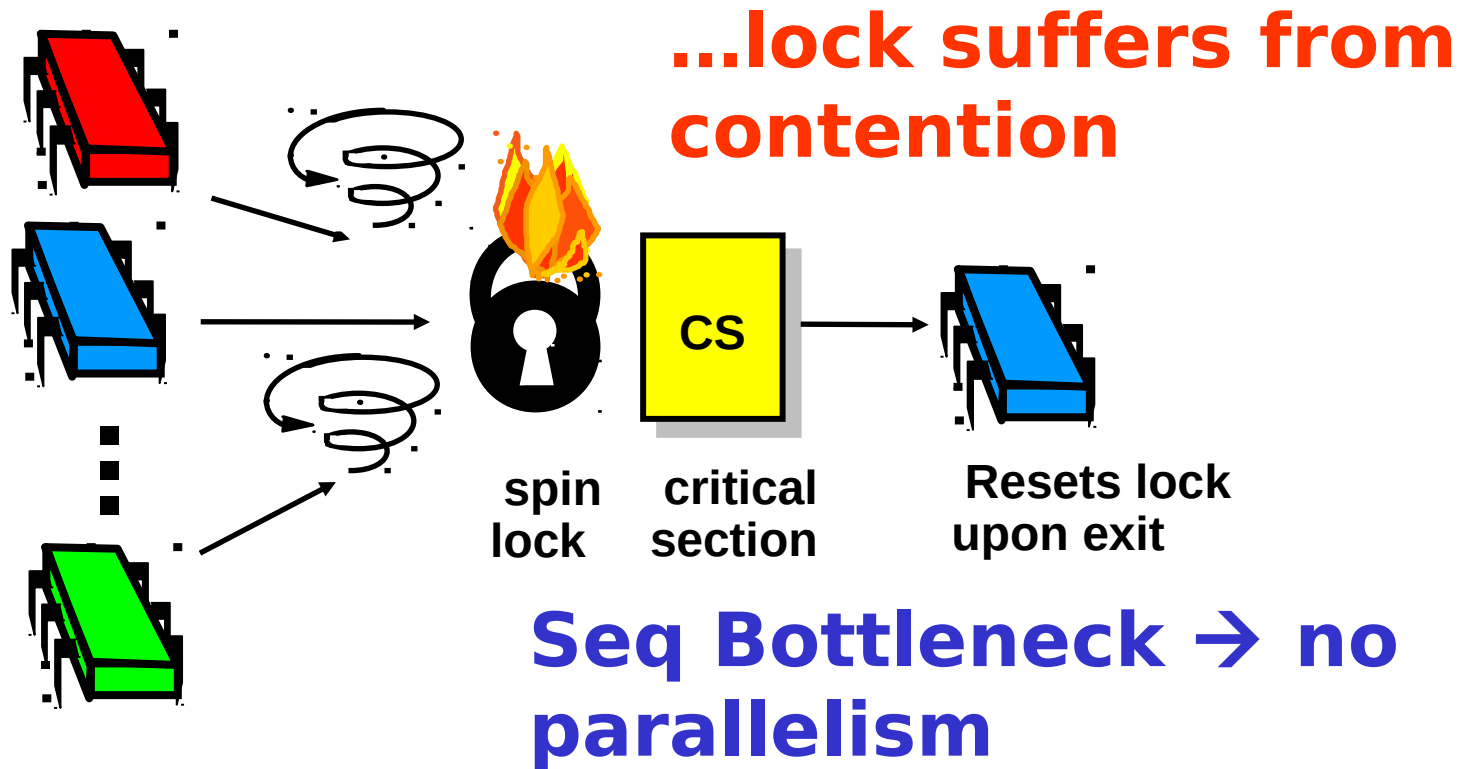 …lock suffers from
contention
CS
spin
lock
critical
section
Resets lock
upon exit
Seq Bottleneck → no
parallelism